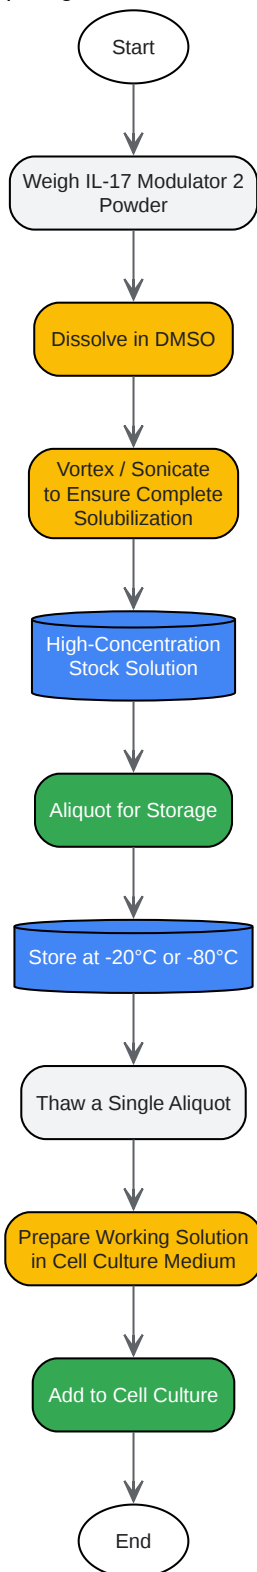 Start
Weigh IL-17 Modulator 2
Powder
Dissolve in DMSO
Vortex / Sonicate
to Ensure Complete
Solubilization
High-Concentration
Stock Solution
Aliquot for Storage
Store at -20°C or -80°C
Thaw a Single Aliquot
Prepare Working Solution
in Cell Culture Medium
Add to Cell Culture
End